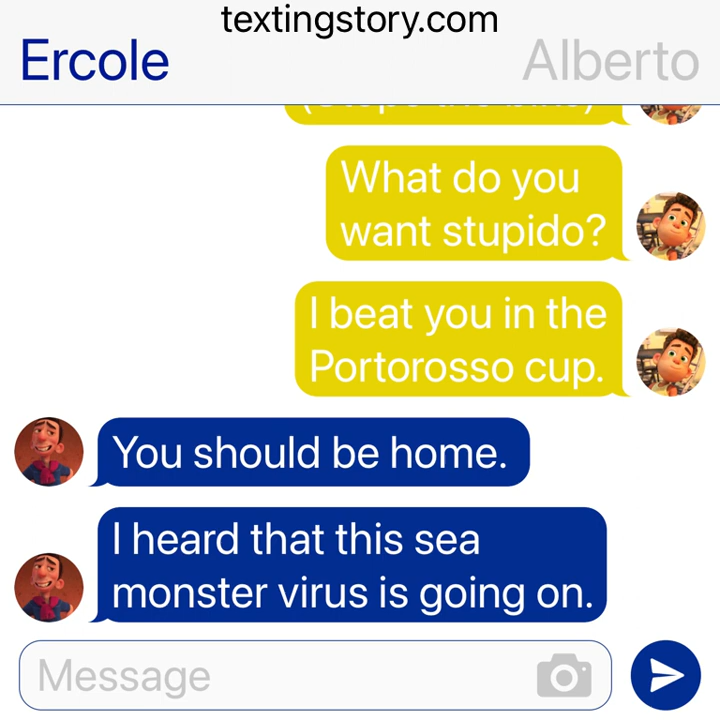 textingstory.com
Ercole
Alberto
What do you
want stupido?
I beat you in the
Portorosso cup.
You should be home.
I heard that this sea
monster virus is going on.
Message